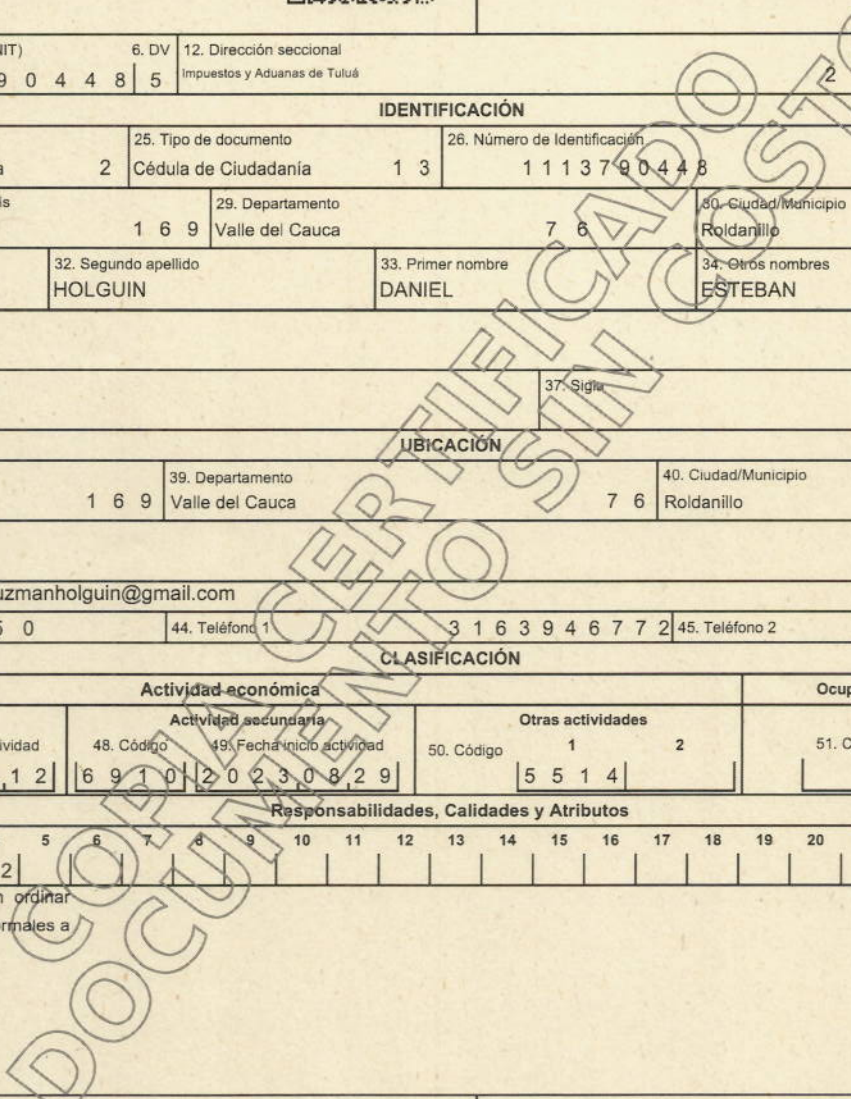 NIT) 6. DV 12. Dirección seccional
9 0 4 4 8 5 Impuestos y Aduanas de Tuluá 2
IDENTIFICACIÓN
25. Tipo de documento 26. Número de Identificación
a 2 Cédula de Ciudadanía 1 3 1 1 1 3 7 9 0 4 4 8
29. Departamento 30. Ciudad/Municipio
1 6 9 Valle del Cauca 7 6 Roldanillo
32. Segundo apellido 33. Primer nombre 34. Otros nombres
HOLGUIN DANIEL ESTEBAN
37. Sigla
UBICACIÓN
39. Departamento 40. Ciudad/Municipio
1 6 9 Valle del Cauca 7 6 Roldanillo
uzmanholguin@gmail.com
5 0 44. Teléfono 1 3 1 6 3 9 4 6 7 7 2 45. Teléfono 2
CLASIFICACIÓN
Actividad económica Ocup
Actividad secundaria Otras actividades
ividad 48. Código 49. Fecha inicio actividad 50. Código 1 2 51. C
1 2 6 9 1 0 2 0 2 3 0 8 2 9 5 5 1 4
Responsabilidades, Calidades y Atributos
5 6 7 8 9 10 11 12 13 14 15 16 17 18 19 20
2
n ordinar
rmales a
COPIA CERTIFICADO
DOCUMENTO SIN COSTO